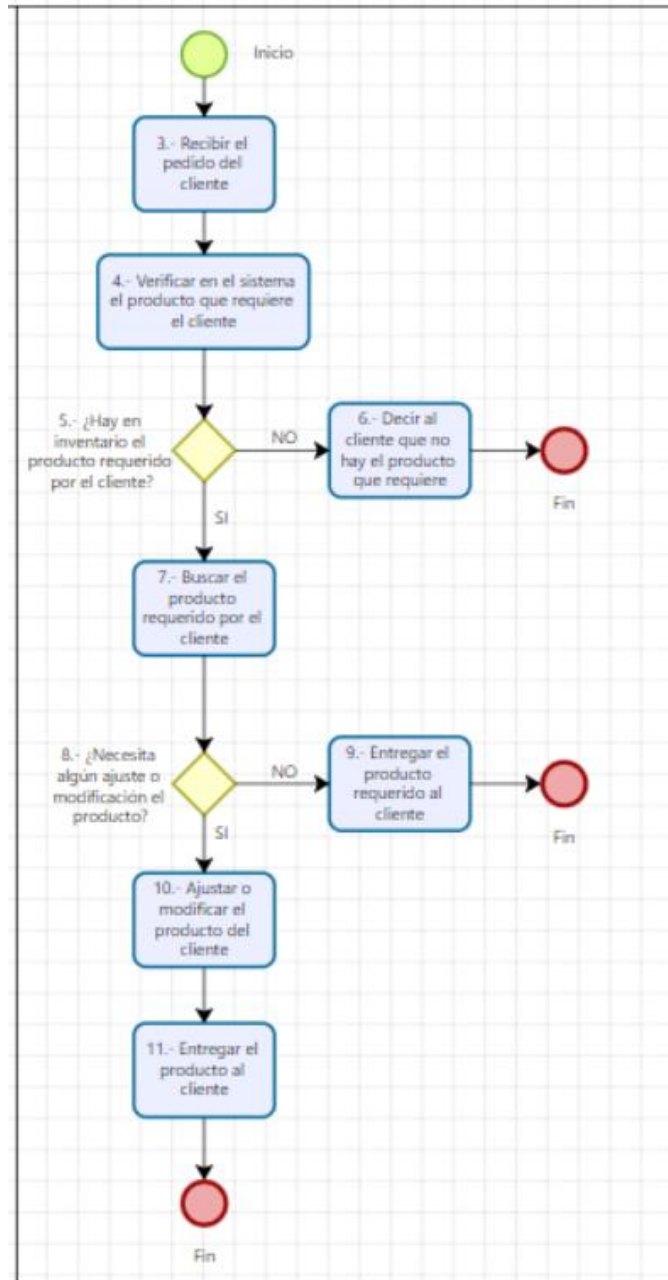 Inicio
3.- Recibir el
pedido del
cliente
4.- Verificar en el sistema
el producto que requiere
el cliente
5.- ¿Hay en
inventario el
producto requerido
por el cliente?
NO
6.- Decir al
cliente que no
hay el producto
que requiere
Fin
SI
7.- Buscar el
producto
requerido por el
cliente
8.- ¿Necesita
algún ajuste o
modificación el
producto?
NO
9.- Entregar el
producto
requerido al
cliente
Fin
SI
10.- Ajustar o
modificar el
producto del
cliente
11.- Entregar el
producto al
cliente
Fin